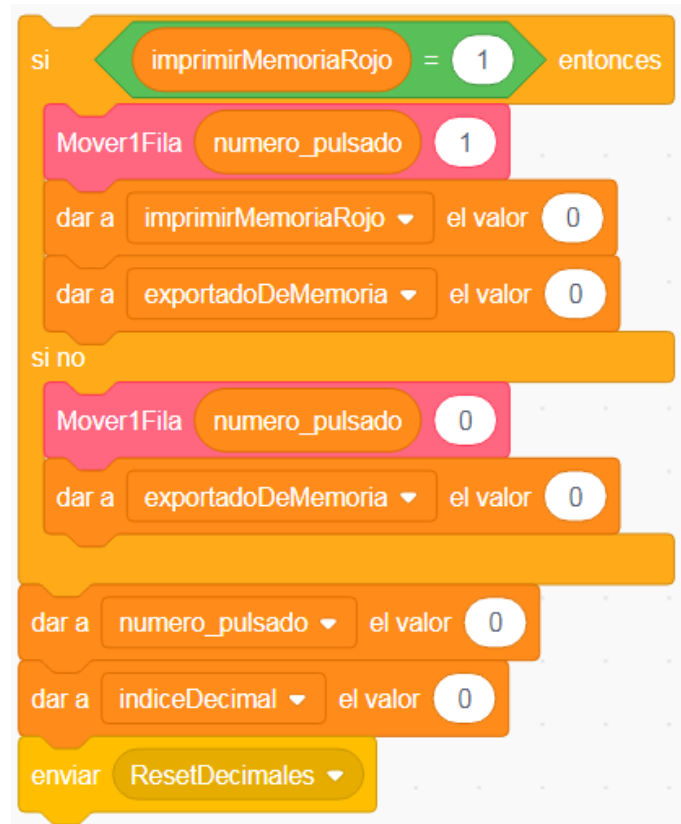 si imprimirMemoriaRojo = 1 entonces
Mover1Fila numero_pulsado 1
dar a imprimirMemoriaRojo el valor 0
dar a exportadoDeMemoria el valor 0
si no
Mover1Fila numero_pulsado 0
dar a exportadoDeMemoria el valor 0
dar a numero_pulsado el valor 0
dar a indiceDecimal el valor 0
enviar ResetDecimales